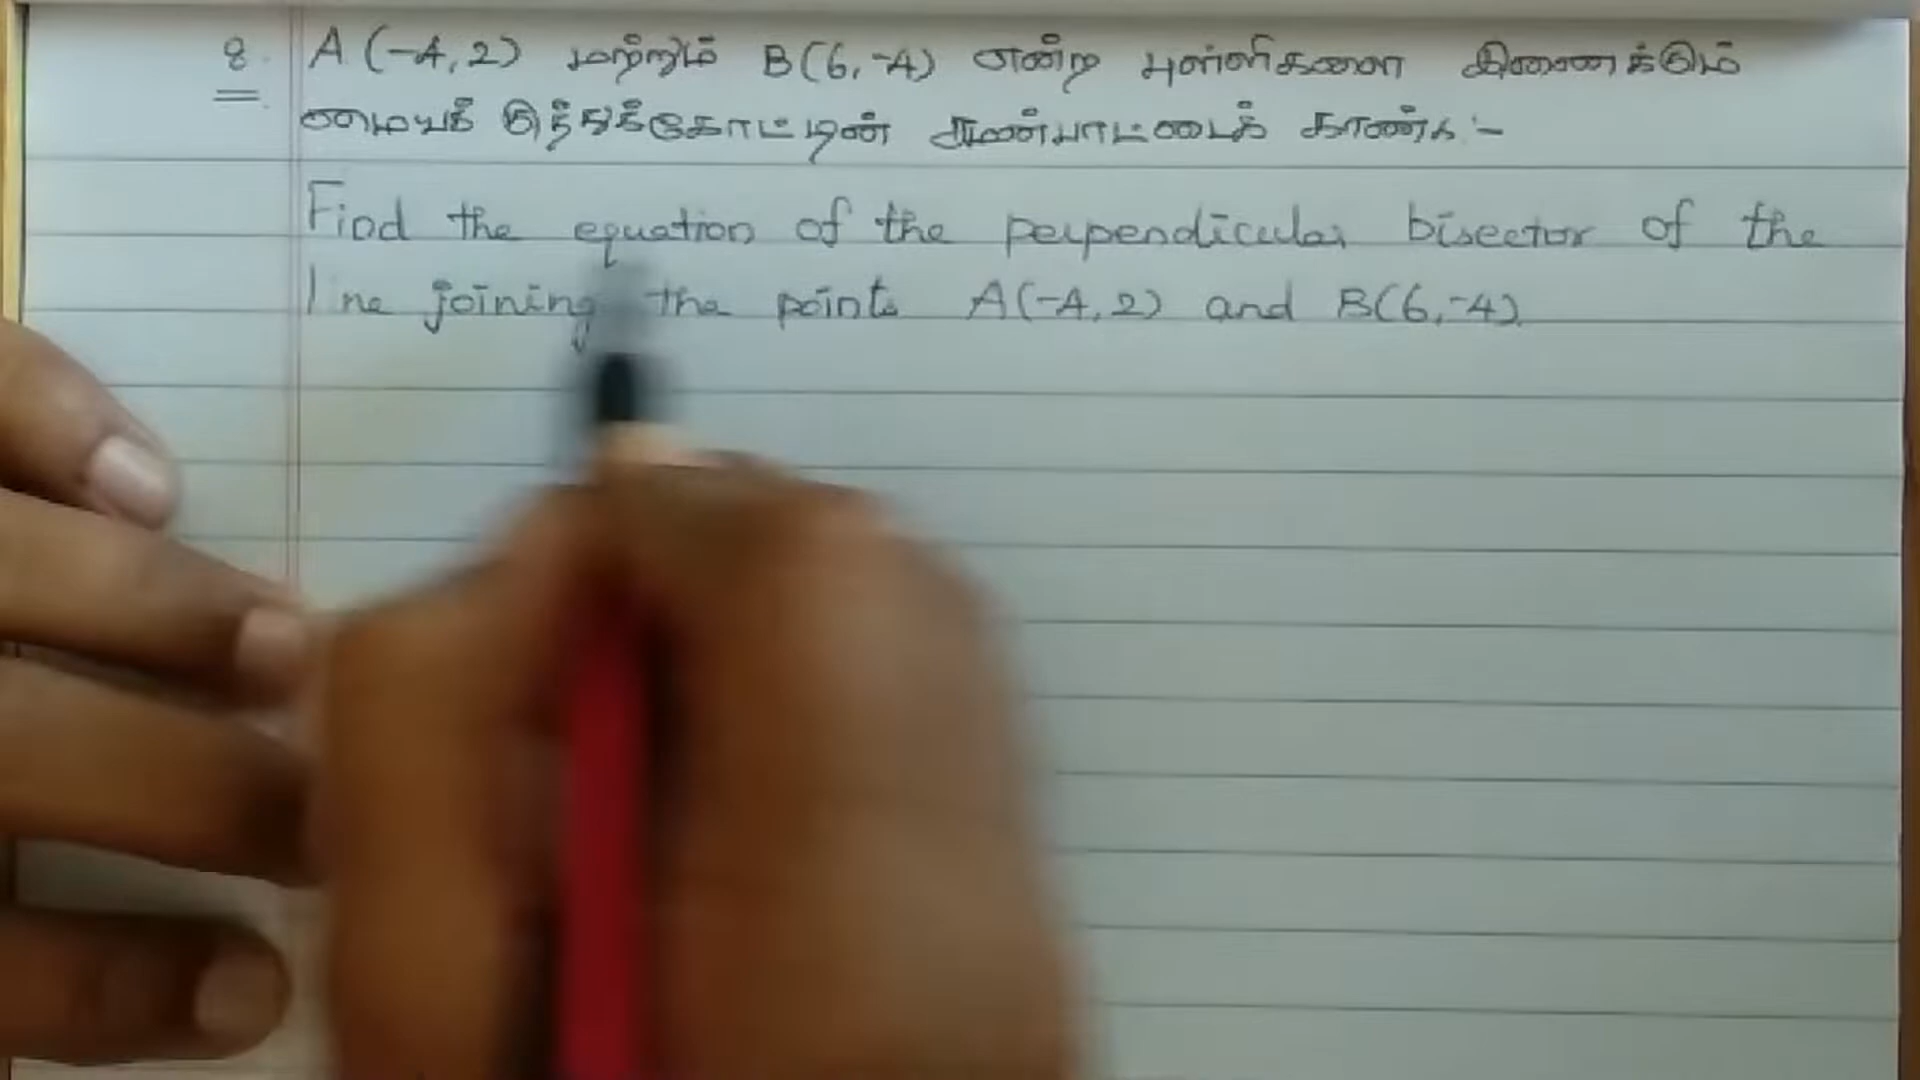 8. A (-4, 2) மற்றும் B(6, -4) என்ற புள்ளிகளை இணைக்கும்
மையக் குத்துக்கோட்டின் சமன்பாட்டைக் காண்க :-
Find the equation of the perpendicular bisector of the
line joining the points A(-4, 2) and B(6, -4).